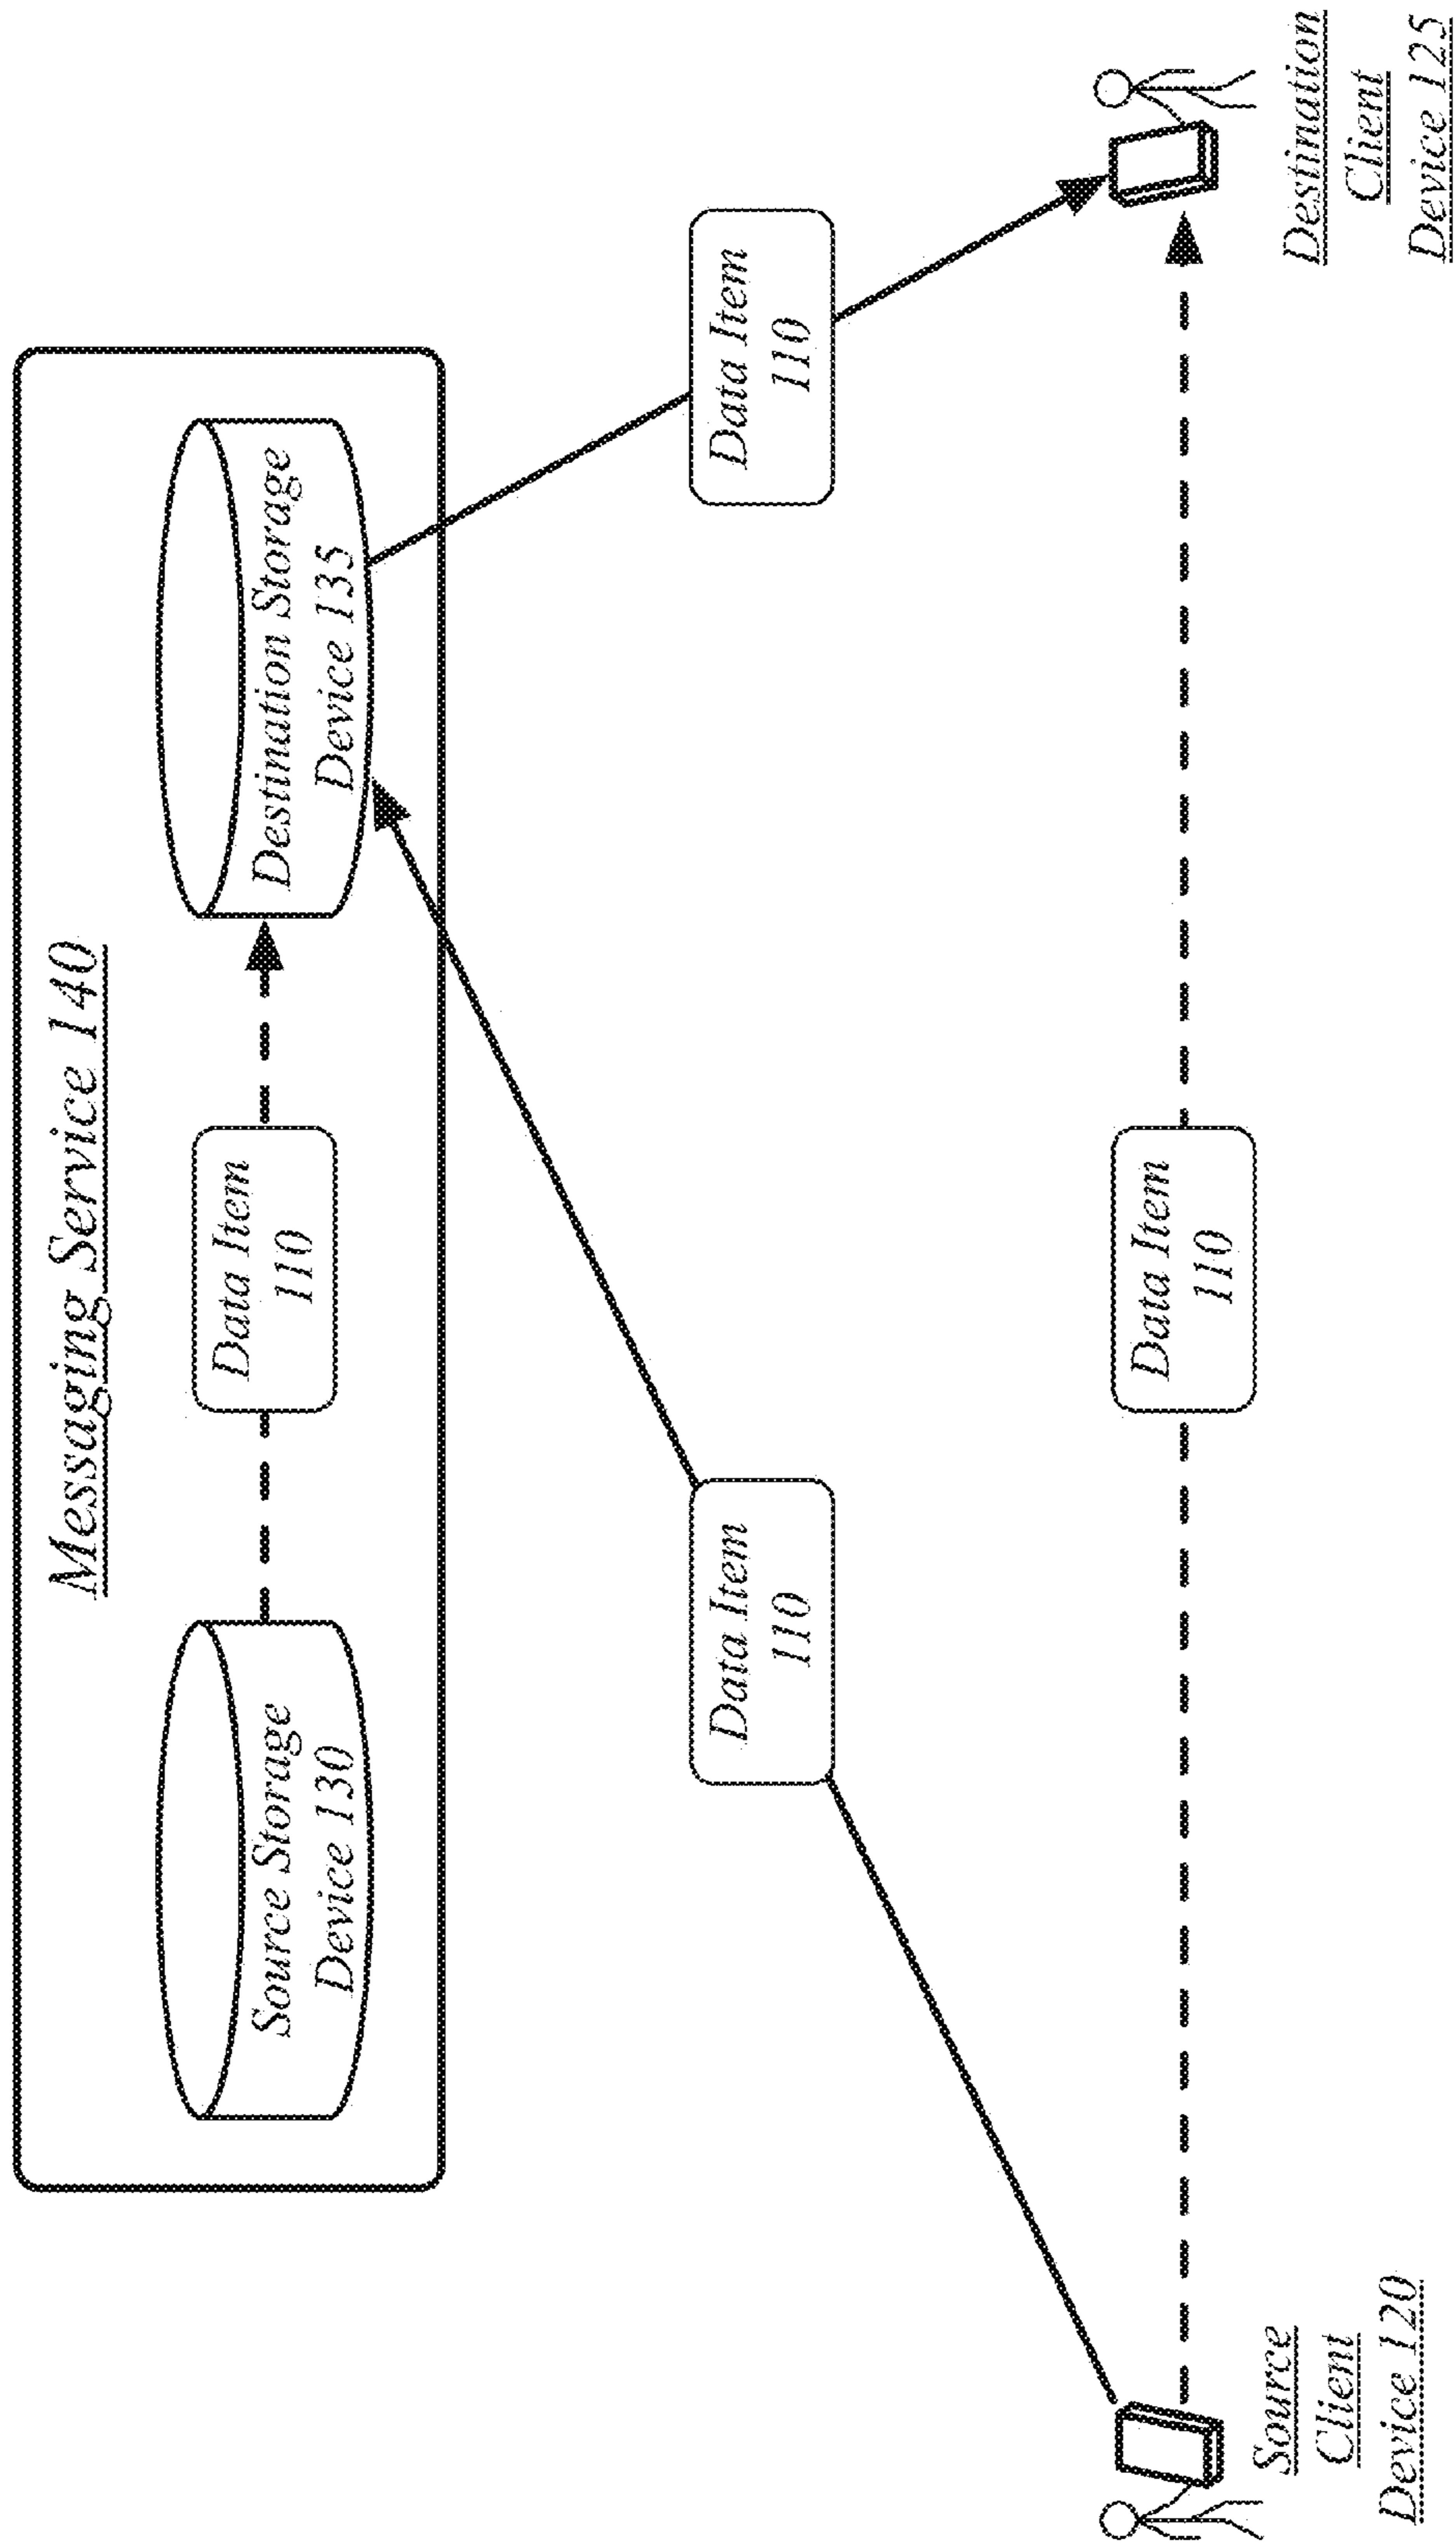 Messaging Service 140
Source Storage
Device 130
Data Item
110
Destination Storage
Device 135
Data Item
110
Data Item
110
Source
Client
Device 120
Data Item
110
Destination
Client
Device 125